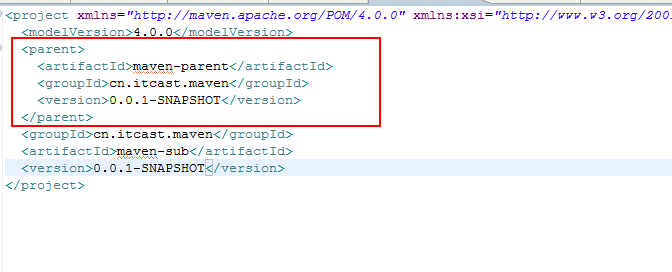 <project xmlns="http://maven.apache.org/POM/4.0.0" xmlns:xsi="http://www.w3.org/200
<modelVersion>4.0.0</modelVersion>
<parent>
<artifactId>maven-parent</artifactId>
<groupId>cn.itcast.maven</groupId>
<version>0.0.1-SNAPSHOT</version>
</parent>
<groupId>cn.itcast.maven</groupId>
<artifactId>maven-sub</artifactId>
<version>0.0.1-SNAPSHOT</version>
</project>